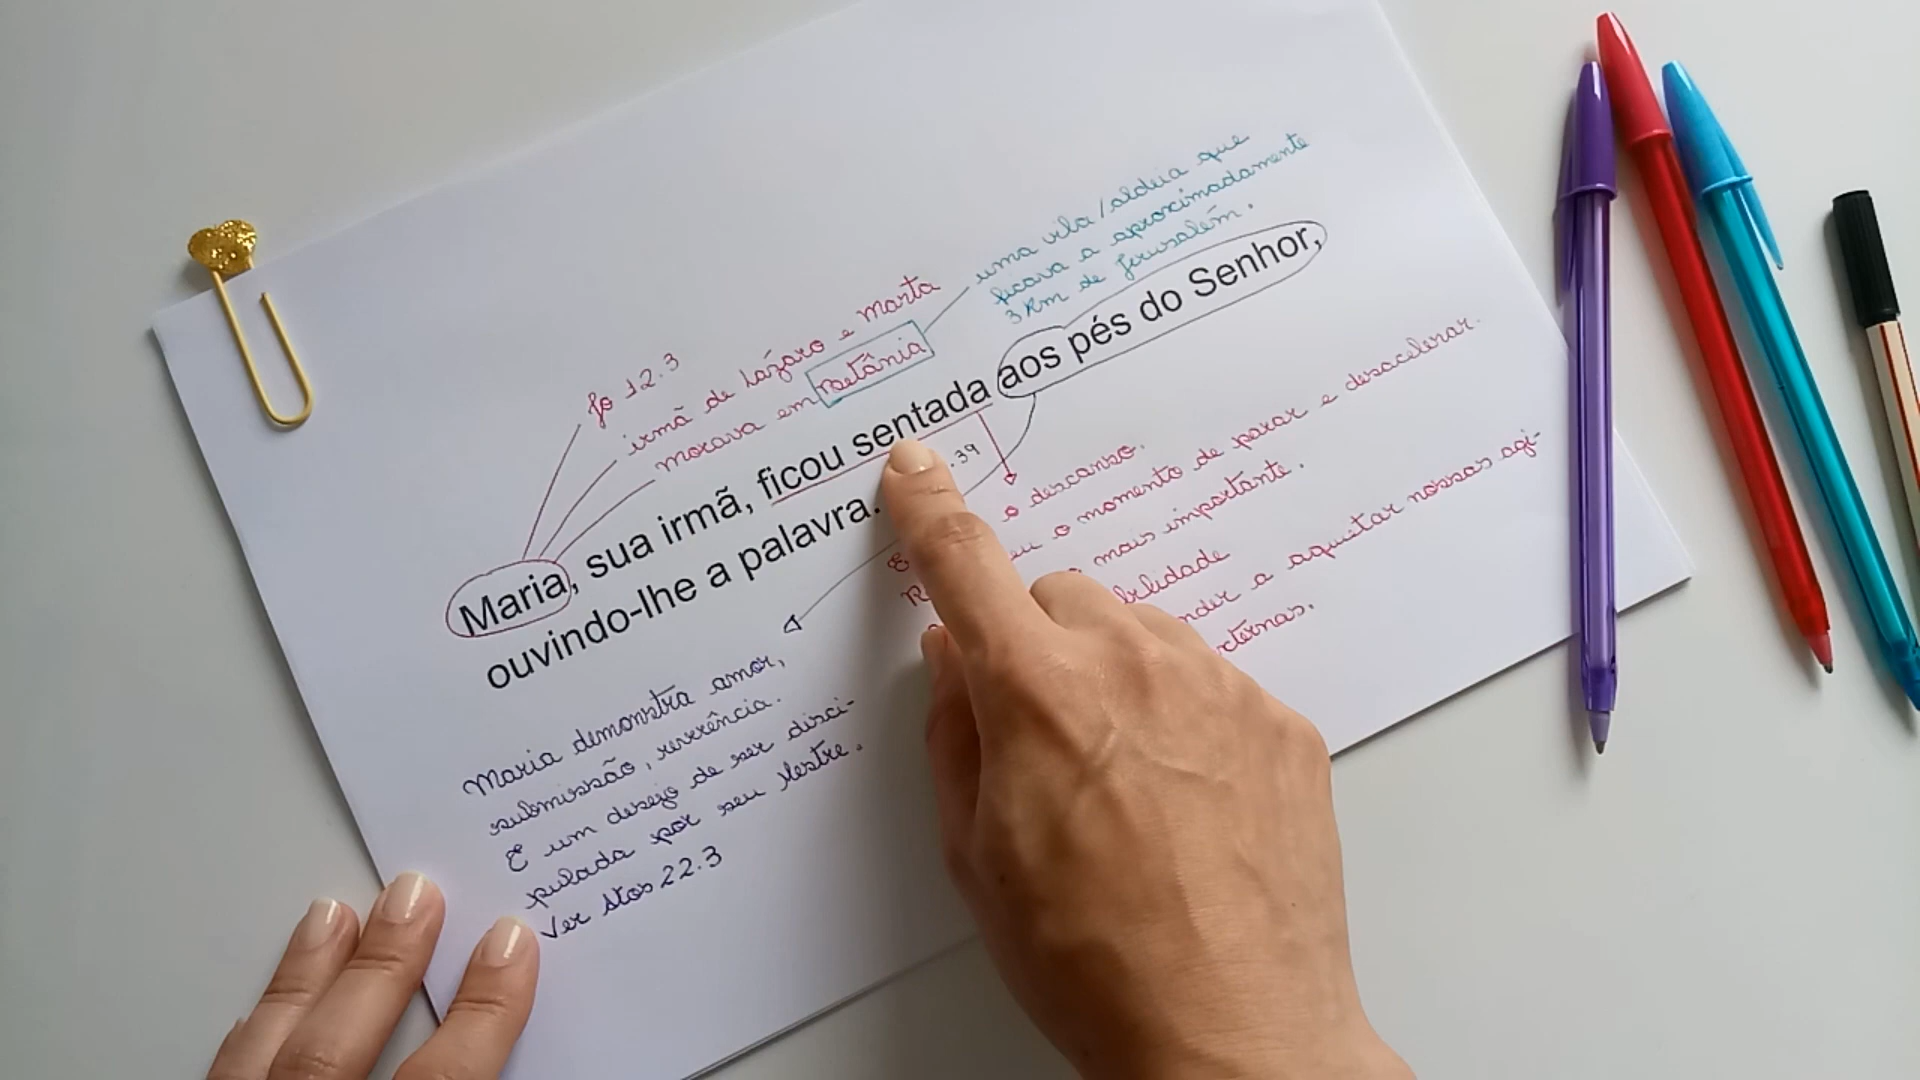 Jo 12.3
irmã de Lázaro e Marta
morava em Betânia
uma vila/aldeia que
ficava a aproximadamente
3 Km de Jerusalém.
Maria, sua irmã, ficou sentada aos pés do Senhor,
ouvindo-lhe a palavra. .39
o descanso.
o momento de parar e desacelerar.
mais importante.
a aquietar nossas agi-
Maria demonstra amor,
submissão, reverência.
E um desejo de ser disci-
pulada por seu Mestre.
Ver Atos 22.3